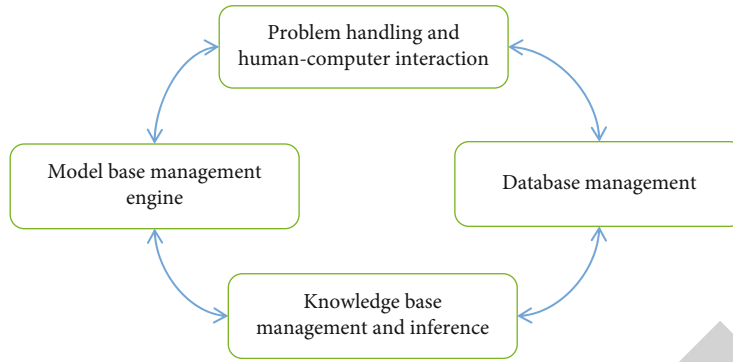 Problem handling and
human-computer interaction
Model base management
engine
Database management
Knowledge base
management and inference